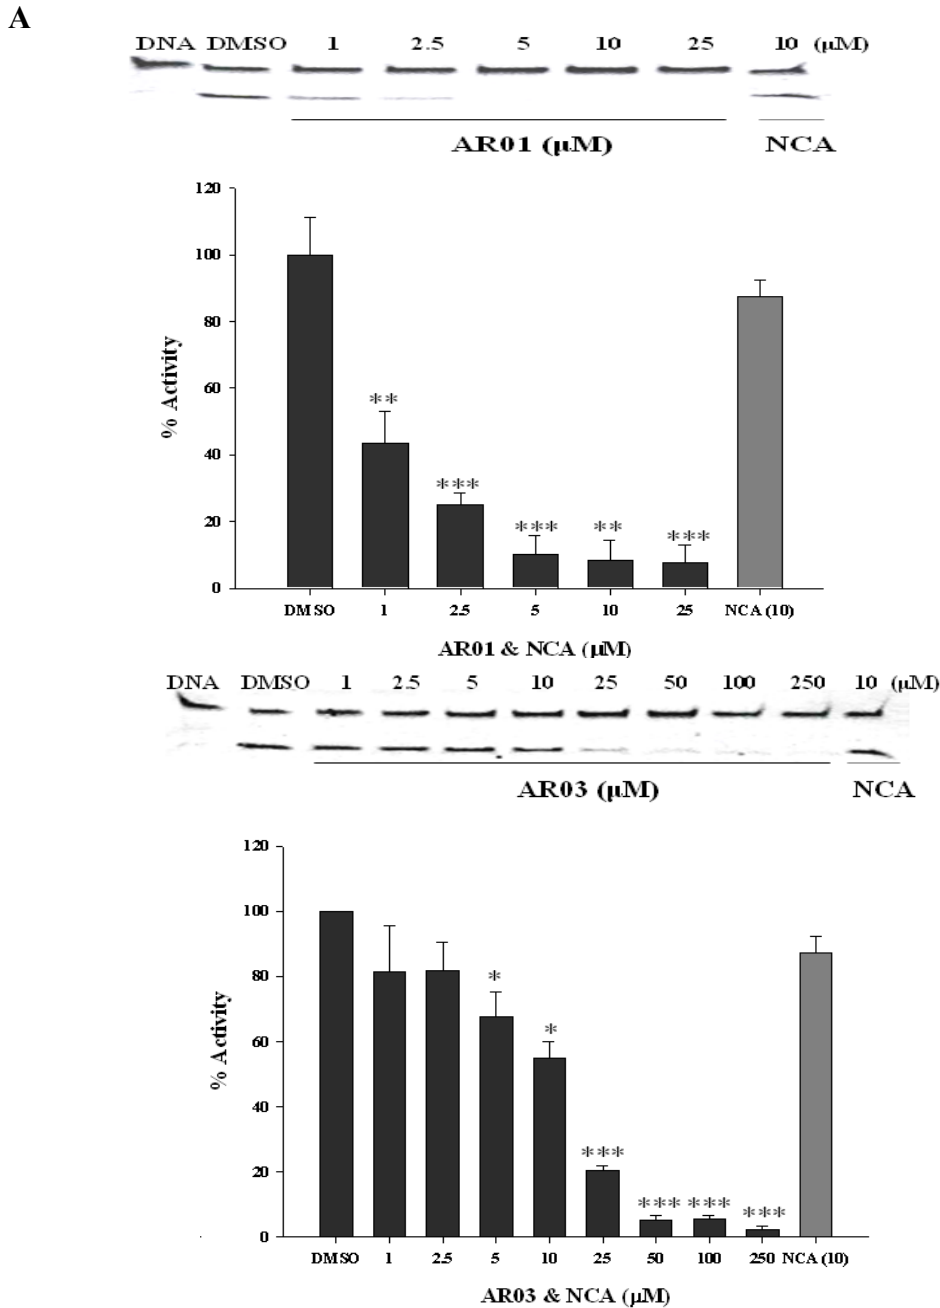 A
DNA DMSO 1 2.5 5 10 25 10 (μM)
AR01 (μM) NCA
120
100
80
60
40
20
0
% Activity
**
***
***
**
***
DMSO 1 2.5 5 10 25 NCA (10)
AR01 & NCA (μM)
DNA DMSO 1 2.5 5 10 25 50 100 250 10 (μM)
AR03 (μM) NCA
120
100
80
60
40
20
0
% Activity
*
*
***
*** ***
***
DMSO 1 2.5 5 10 25 50 100 250 NCA (10)
AR03 & NCA (μM)